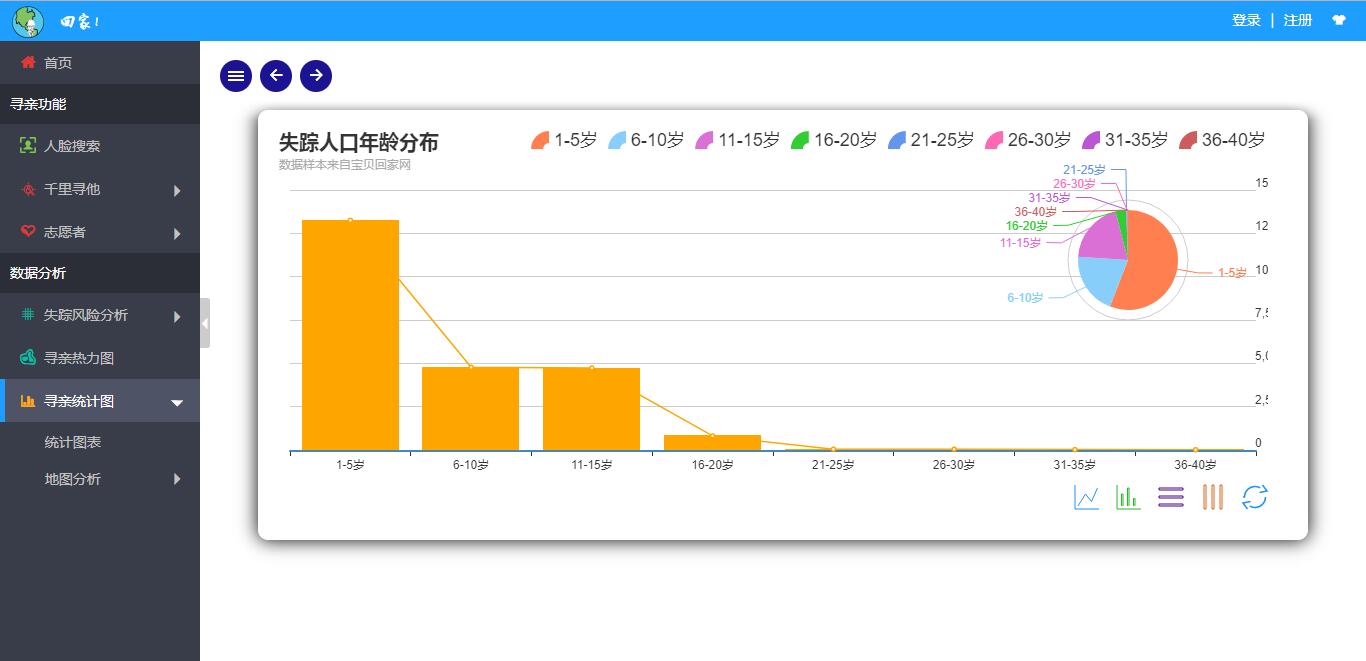 回家!
登录 | 注册
首页
寻亲功能
人脸搜索
千里寻他
志愿者
数据分析
失踪风险分析
寻亲热力图
寻亲统计图
统计图表
地图分析
失踪人口年龄分布
数据样本来自宝贝回家网
1-5岁 6-10岁 11-15岁 16-20岁 21-25岁 26-30岁 31-35岁 36-40岁
21-25岁
26-30岁
31-35岁
36-40岁
16-20岁
11-15岁
6-10岁
1-5岁
15
12
10
7,5
5,0
2,5
0
1-5岁 6-10岁 11-15岁 16-20岁 21-25岁 26-30岁 31-35岁 36-40岁